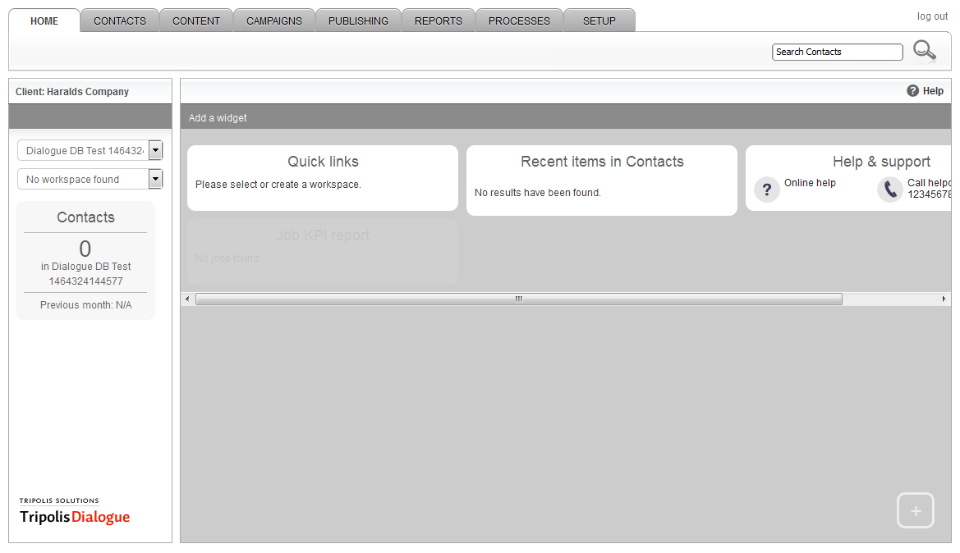 HOME CONTACTS CONTENT CAMPAIGNS PUBLISHING REPORTS PROCESSES SETUP log out
Search Contacts
Client: Haralds Company
? Help
Add a widget
Dialogue DB Test 146432
No workspace found
Contacts
0
in Dialogue DB Test
1464324144577
Previous month: N/A
Quick links
Please select or create a workspace.
Recent items in Contacts
No results have been found.
Help & support
? Online help
Call helpd
12345678
Job KPI report
No jobs found.
TRIPOLIS SOLUTIONS
TripolisDialogue
+